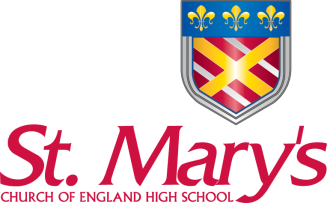 St. Mary's
CHURCH OF ENGLAND HIGH SCHOOL